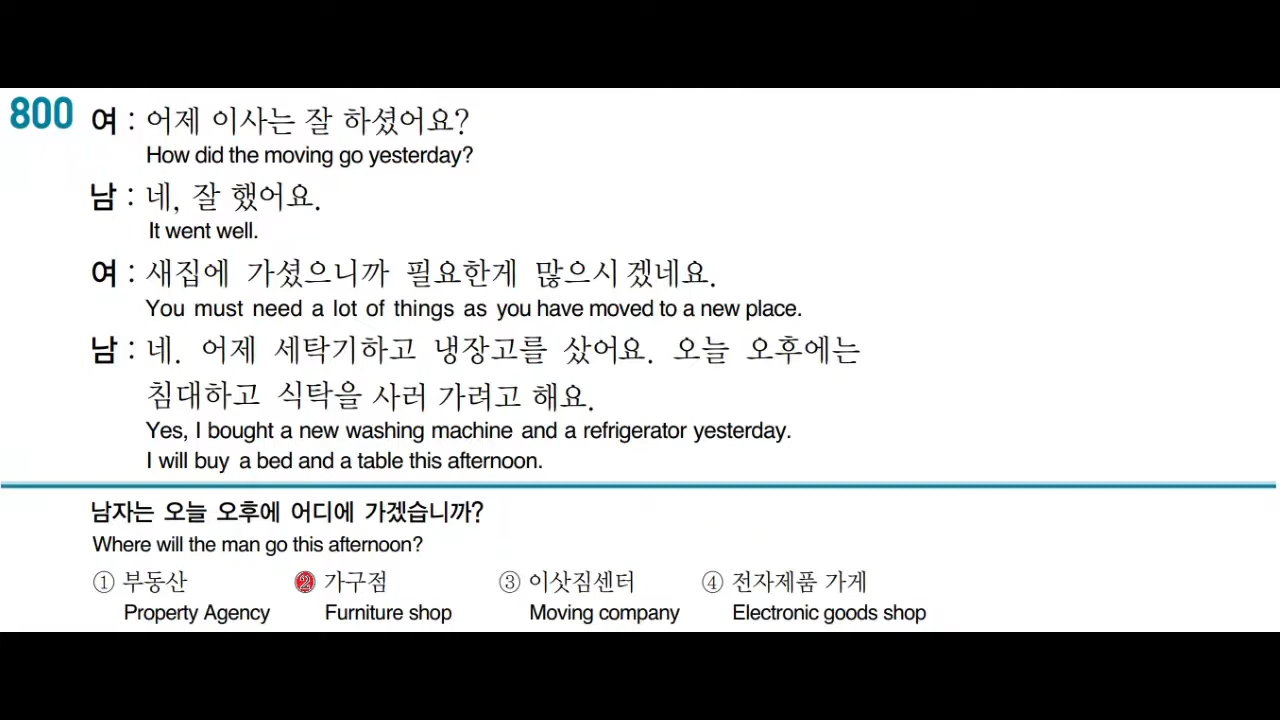 800 여 : 어제 이사는 잘 하셨어요?
How did the moving go yesterday?
남 : 네, 잘 했어요.
It went well.
여 : 새집에 가셨으니까 필요한게 많으시겠네요.
You must need a lot of things as you have moved to a new place.
남 : 네. 어제 세탁기하고 냉장고를 샀어요. 오늘 오후에는
침대하고 식탁을 사러 가려고 해요.
Yes, I bought a new washing machine and a refrigerator yesterday.
I will buy a bed and a table this afternoon.
남자는 오늘 오후에 어디에 가겠습니까?
Where will the man go this afternoon?
① 부동산 ② 가구점 ③ 이삿짐센터 ④ 전자제품 가게
Property Agency Furniture shop Moving company Electronic goods shop